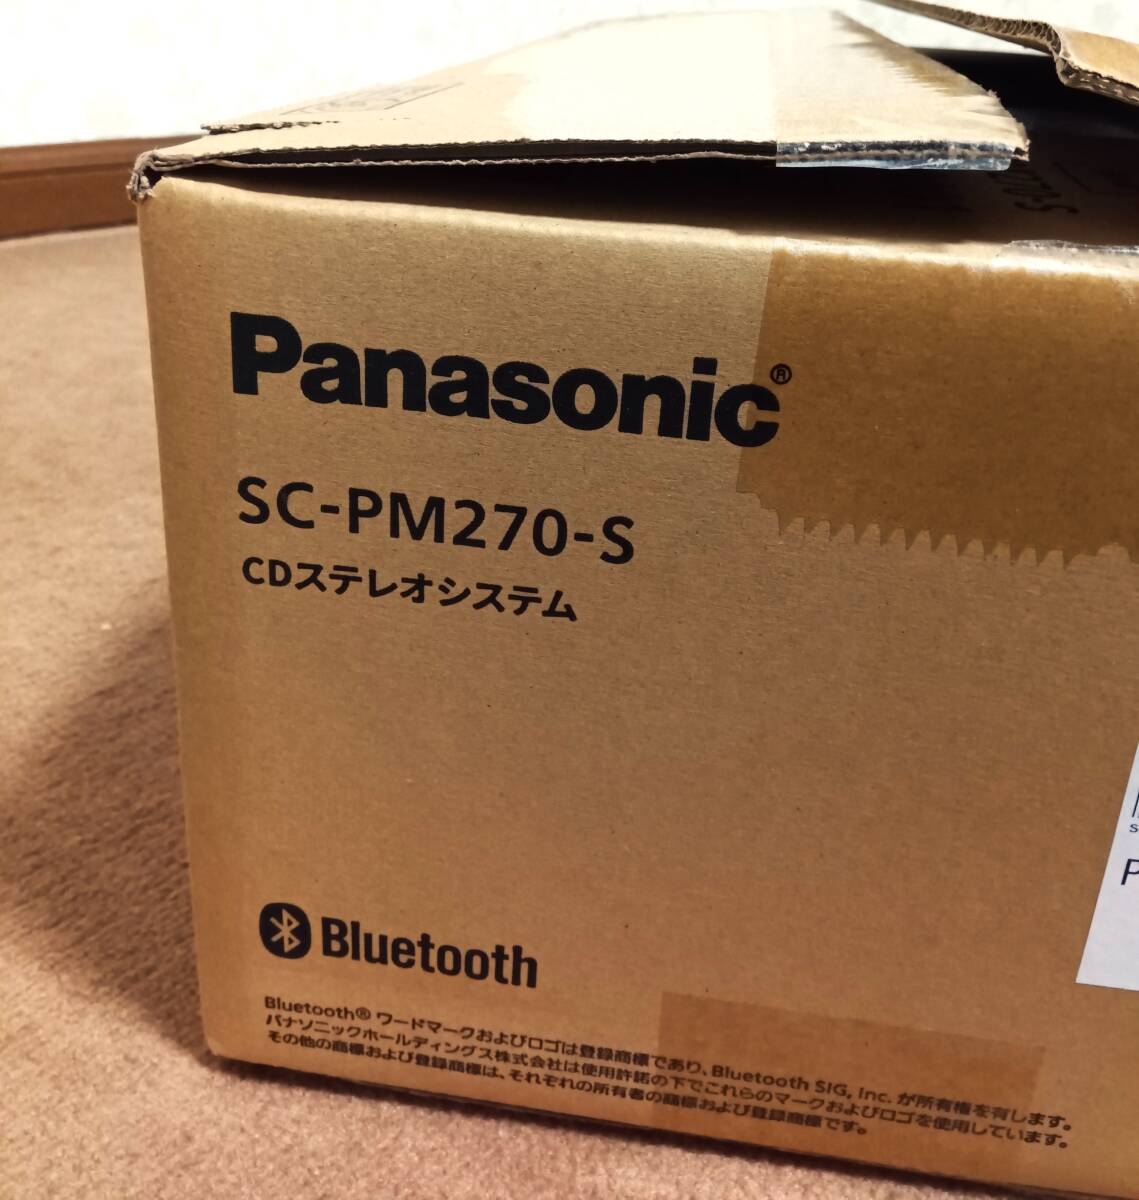 Panasonic®
SC-PM270-S
CDステレオシステム
Bluetooth
Bluetooth® ワードマークおよびロゴは登録商標であり、Bluetooth SIG, Inc. が所有権を有します。
パナソニックホールディングス株式会社は使用許諾の下でこれらのマークおよびロゴを使用しています。
その他の商標および登録商標は、それぞれの所有者の商標および登録商標です。